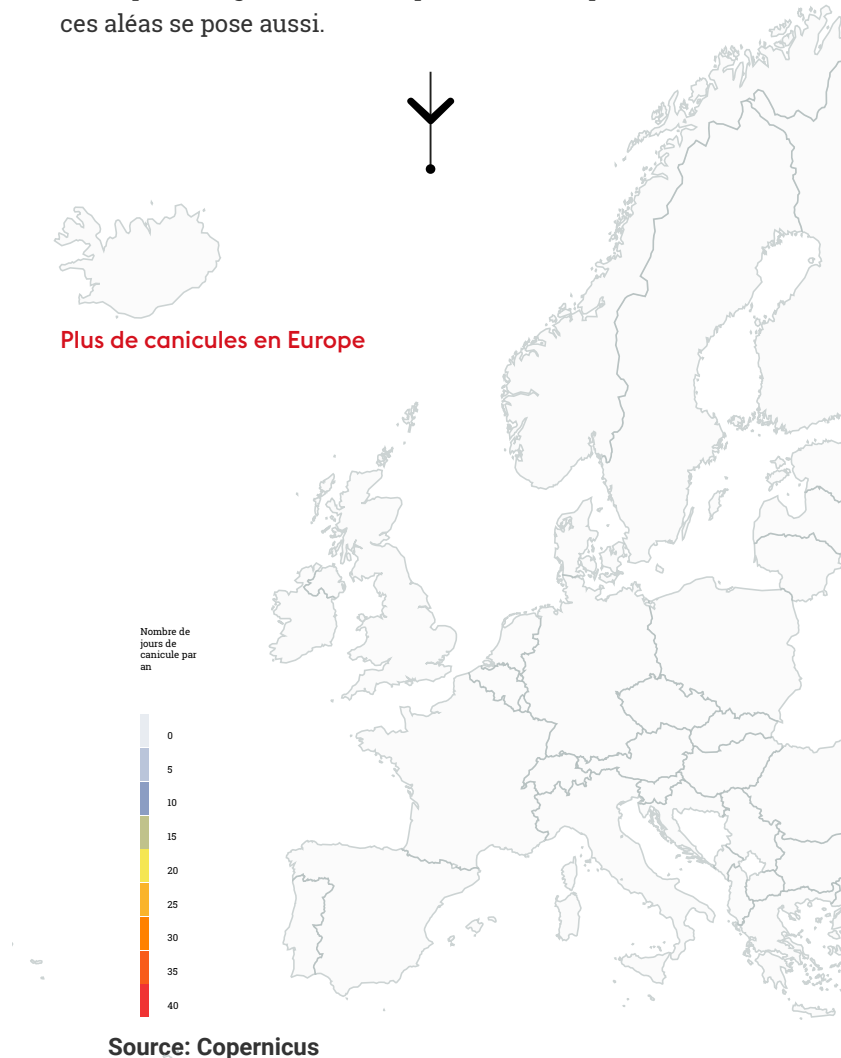 ces aléas se pose aussi.
Plus de canicules en Europe
Nombre de
jours de
canicule par
an
0
5
10
15
20
25
30
35
40
Source: Copernicus